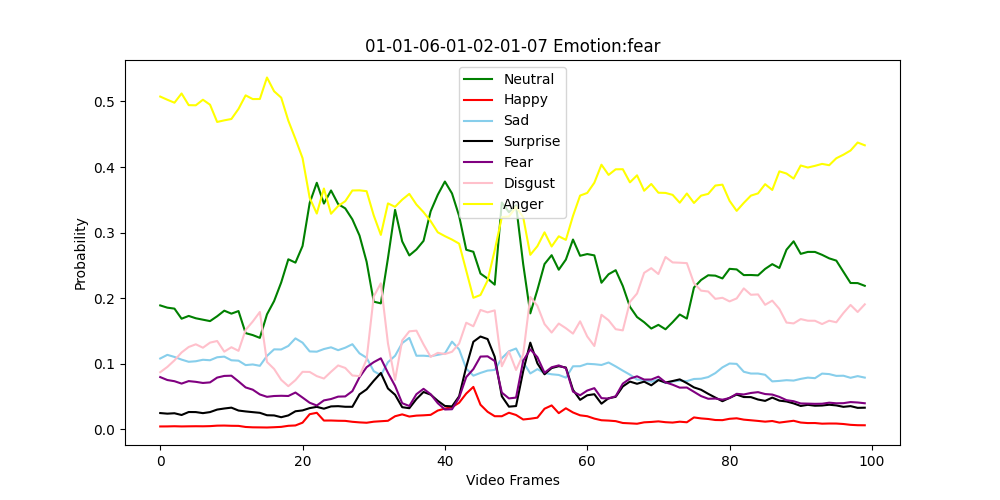 01-01-06-01-02-01-07 Emotion:fear
Neutral
Happy
Sad
Surprise
Fear
Disgust
Anger
Probability
0.5
0.4
0.3
0.2
0.1
0.0
0 20 40 60 80 100
Video Frames